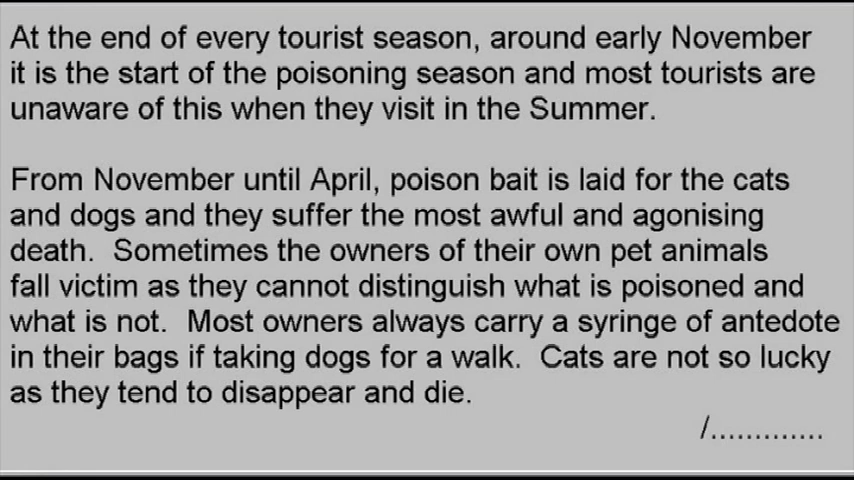 At the end of every tourist season, around early November
it is the start of the poisoning season and most tourists are
unaware of this when they visit in the Summer.
From November until April, poison bait is laid for the cats
and dogs and they suffer the most awful and agonising
death.  Sometimes the owners of their own pet animals
fall victim as they cannot distinguish what is poisoned and
what is not.  Most owners always carry a syringe of antedote
in their bags if taking dogs for a walk.  Cats are not so lucky
as they tend to disappear and die.
/.............